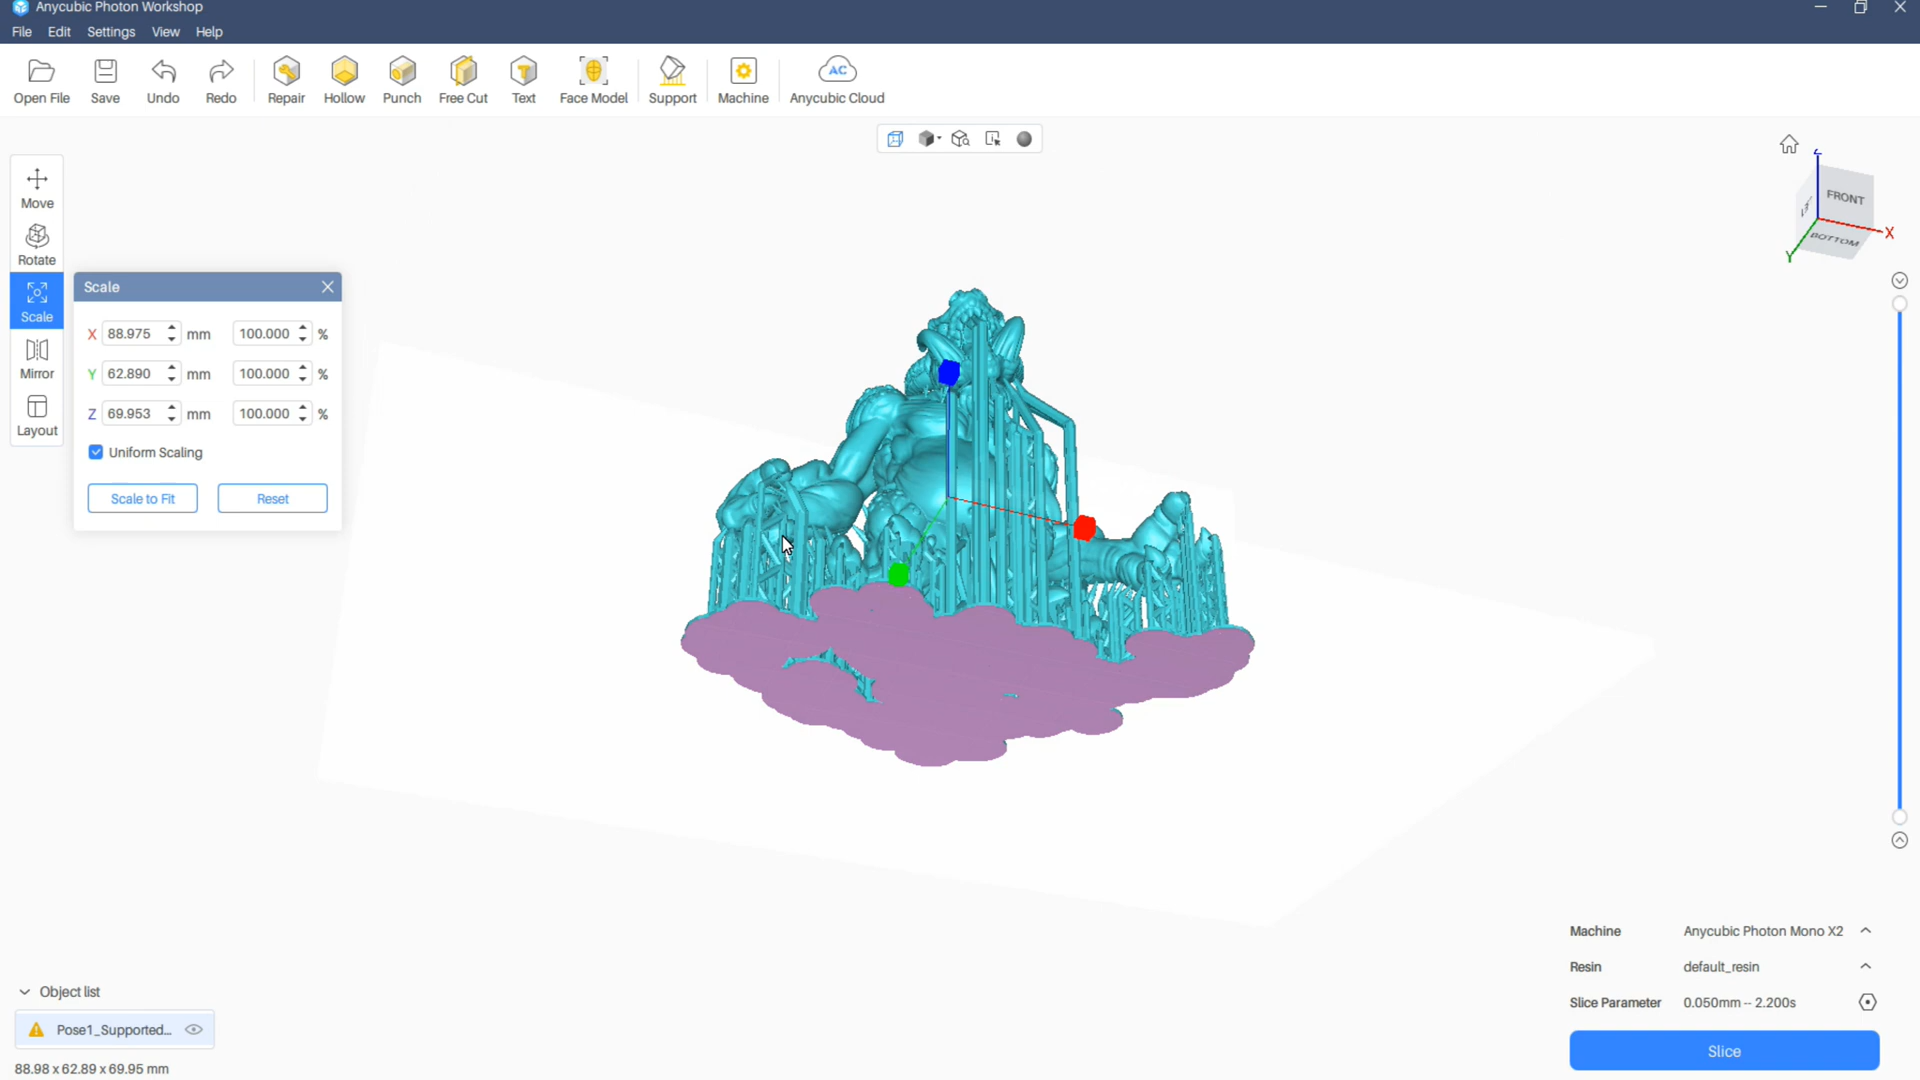 Anycubic Photon Workshop
File Edit Settings View Help
Open File Save Undo Redo Repair Hollow Punch Free Cut Text Face Model Support Machine AC Anycubic Cloud
Move
Rotate
Scale
Mirror
Layout
Scale
X 88.975 mm 100.000 %
Y 62.890 mm 100.000 %
Z 69.953 mm 100.000 %
Uniform Scaling
Scale to Fit Reset
Z
FRONT
X
BOTTOM
Y
Object list
Pose1_Supported...
88.98 x 62.89 x 69.95 mm
Machine Anycubic Photon Mono X2
Resin default_resin
Slice Parameter 0.050mm -- 2.200s
Slice